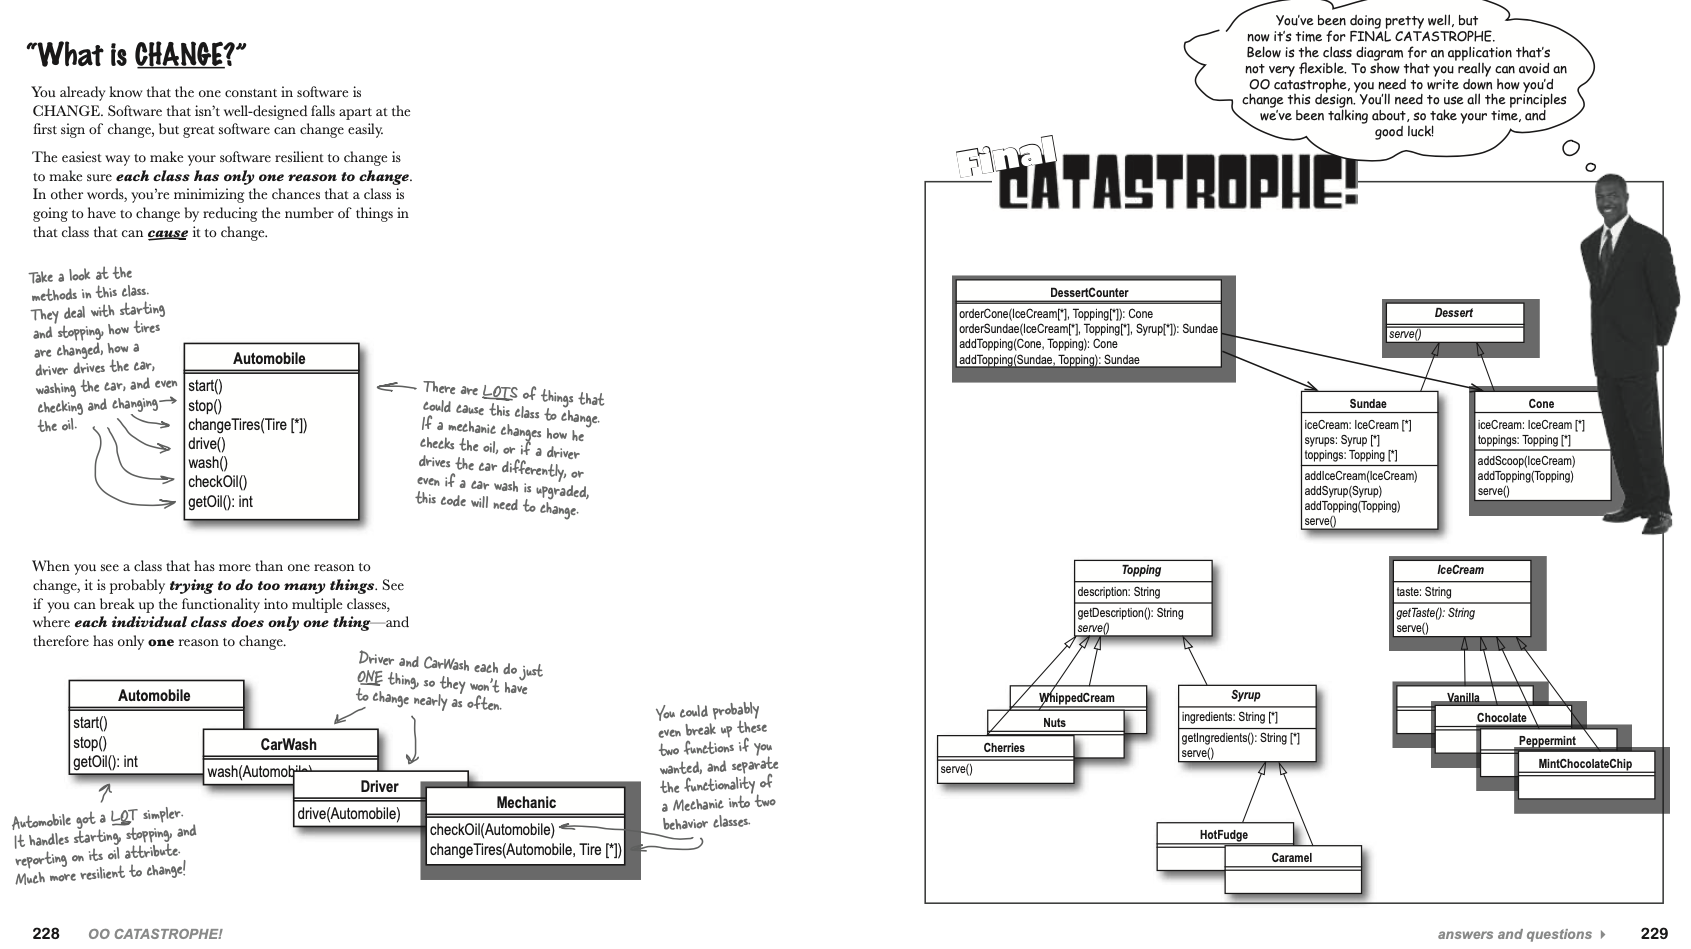 “What is CHANGE?”
You already know that the one constant in software is
CHANGE. Software that isn’t well-designed falls apart at the
first sign of change, but great software can change easily.
The easiest way to make your software resilient to change is
to make sure each class has only one reason to change.
In other words, you’re minimizing the chances that a class is
going to have to change by reducing the number of things in
that class that can cause it to change.
Take a look at the
methods in this class.
They deal with starting
and stopping, how tires
are changed, how a
driver drives the car,
washing the car, and even
checking and changing
the oil.
Automobile
start()
stop()
changeTires(Tire [*])
drive()
wash()
checkOil()
getOil(): int
There are LOTS of things that
could cause this class to change.
If a mechanic changes how he
checks the oil, or if a driver
drives the car differently, or
even if a car wash is upgraded,
this code will need to change.
When you see a class that has more than one reason to
change, it is probably trying to do too many things. See
if you can break up the functionality into multiple classes,
where each individual class does only one thing—and
therefore has only one reason to change.
Driver and CarWash each do just
ONE thing, so they won’t have
to change nearly as often.
Automobile
start()
stop()
getOil(): int
CarWash
wash(Automobile)
Driver
drive(Automobile)
Mechanic
checkOil(Automobile)
changeTires(Automobile, Tire [*])
You could probably
even break up these
two functions if you
wanted, and separate
the functionality of
a Mechanic into two
behavior classes.
Automobile got a LOT simpler.
It handles starting, stopping, and
reporting on its oil attribute.
Much more resilient to change!
228 OO CATASTROPHE!
You’ve been doing pretty well, but
now it’s time for FINAL CATASTROPHE.
Below is the class diagram for an application that’s
not very flexible. To show that you really can avoid an
OO catastrophe, you need to write down how you’d
change this design. You’ll need to use all the principles
we’ve been talking about, so take your time, and
good luck!
Final
CATASTROPHE!
DessertCounter
orderCone(IceCream[*], Topping[*]): Cone
orderSundae(IceCream[*], Topping[*], Syrup[*]): Sundae
addTopping(Cone, Topping): Cone
addTopping(Sundae, Topping): Sundae
Dessert
serve()
Sundae
iceCream: IceCream [*]
syrups: Syrup [*]
toppings: Topping [*]
addIceCream(IceCream)
addSyrup(Syrup)
addTopping(Topping)
serve()
Cone
iceCream: IceCream [*]
toppings: Topping [*]
addScoop(IceCream)
addTopping(Topping)
serve()
Topping
description: String
getDescription(): String
serve()
IceCream
taste: String
getTaste(): String
serve()
WhippedCream
Nuts
Cherries
serve()
Syrup
ingredients: String [*]
getIngredients(): String [*]
serve()
HotFudge
Caramel
Vanilla
Chocolate
Peppermint
MintChocolateChip
answers and questions 229